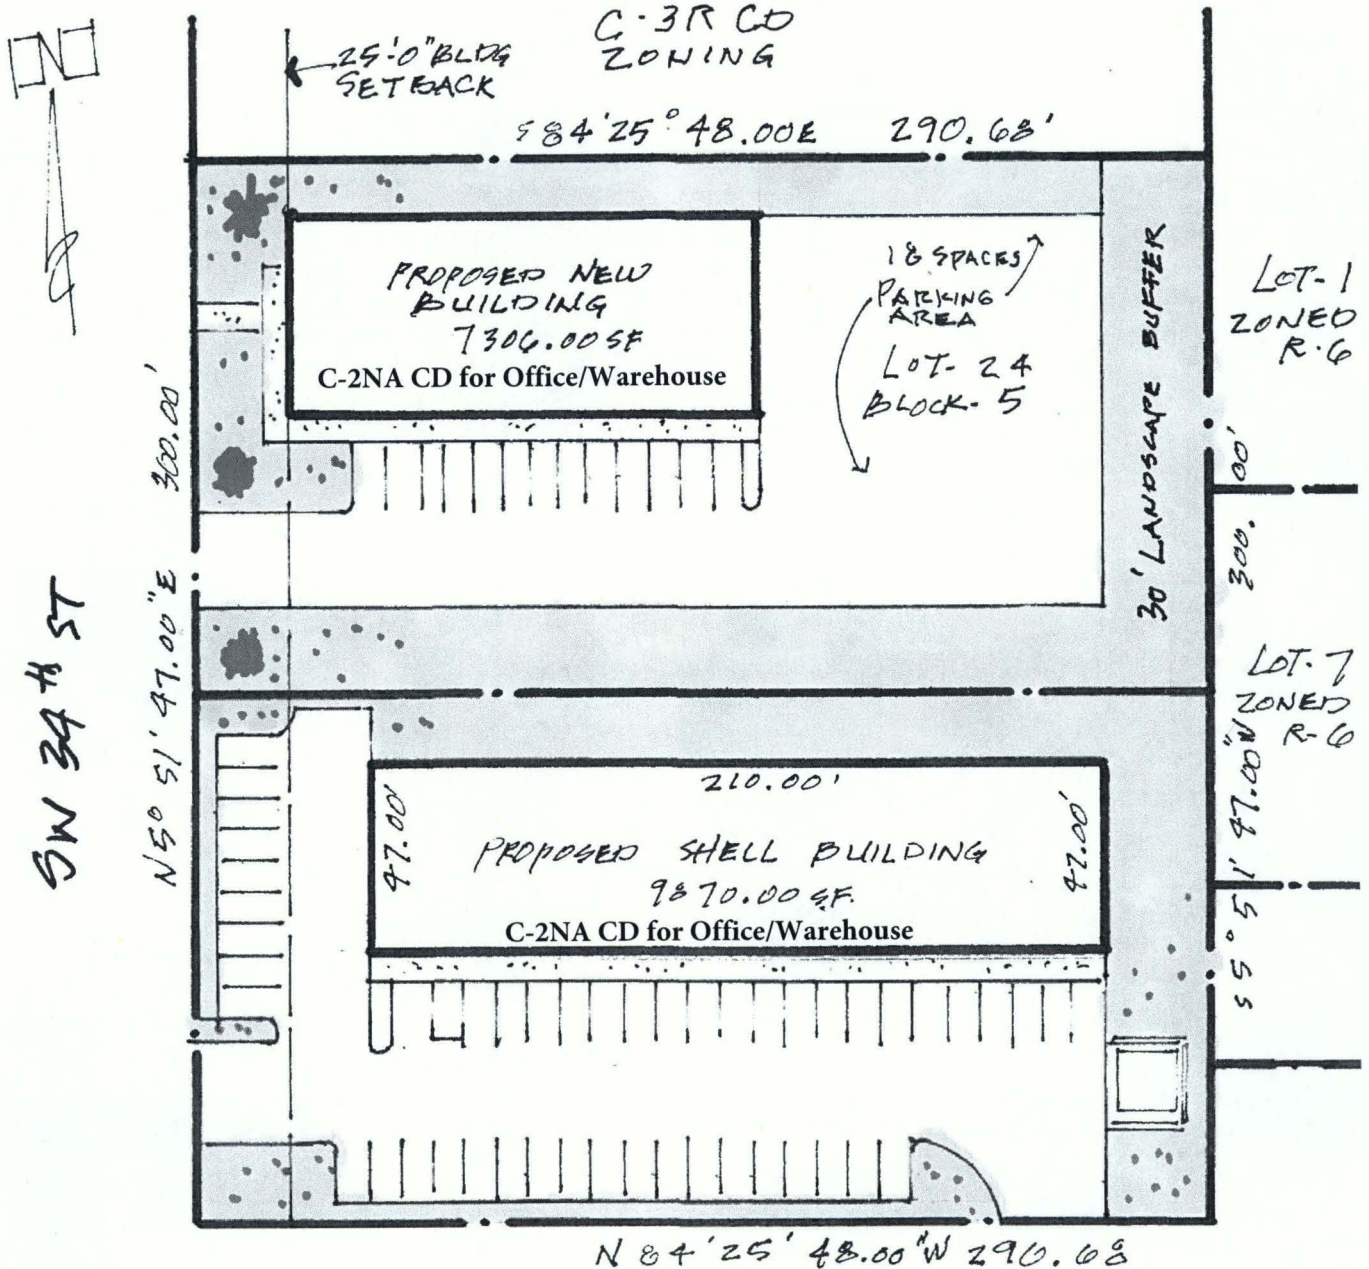 N
25'-0" BLDG
SETBACK
C-3R CD
ZONING
S84'25°48.00E 290.68'
PROPOSED NEW
BUILDING
7306.00 SF
C-2NA CD for Office/Warehouse
18 SPACES
PARKING
AREA
LOT- 24
BLOCK- 5
30' LANDSCAPE BUFFER
LOT-1
ZONED
R-6
300.00'
N5° 51' 47.00"E
SW 34th ST
300.00'
S5° 51' 47.00"W
LOT-7
ZONED
R-6
210.00'
47.00'
47.00'
PROPOSED SHELL BUILDING
9870.00 SF.
C-2NA CD for Office/Warehouse
N 84'25' 48.00"W 290.68